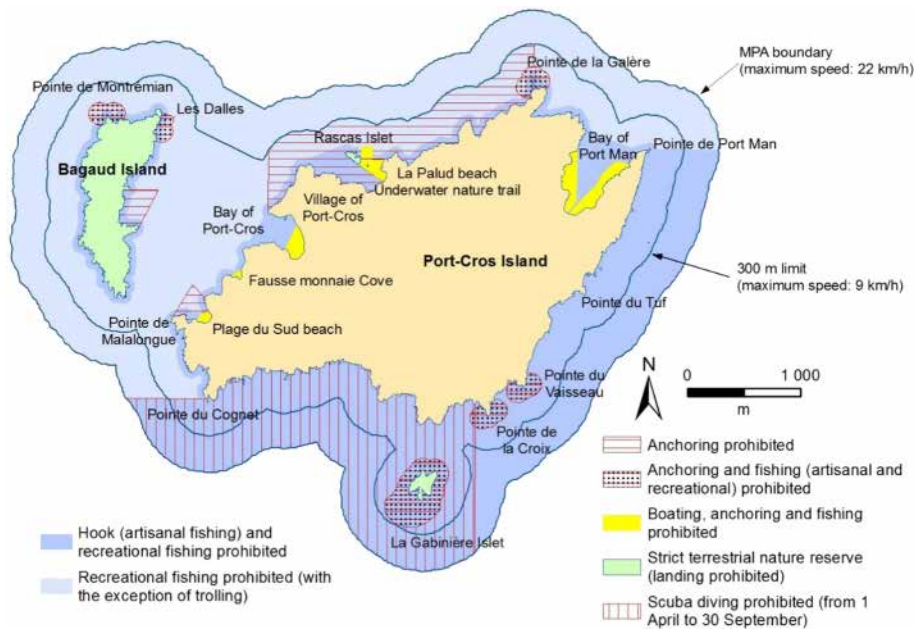 Pointe de la Galère
MPA boundary
(maximum speed: 22 km/h)
Pointe de Montrémian
Les Dalles
Rascas Islet
Bay of
Port Man
Pointe de Port Man
Bagaud Island
La Palud beach
Underwater nature trail
Village of
Port-Cros
Bay of
Port-Cros
Port-Cros Island
300 m limit
(maximum speed: 9 km/h)
Fausse monnaie Cove
Pointe du Tuf
Pointe de
Malalongue
Plage du Sud beach
N
0 1 000
m
Pointe du
Vaisseau
Pointe du Cognet
Pointe de
la Croix
Anchoring prohibited
Anchoring and fishing (artisanal and
recreational) prohibited
Boating, anchoring and fishing
prohibited
Strict terrestrial nature reserve
(landing prohibited)
Scuba diving prohibited (from 1
April to 30 September)
La Gabinière Islet
Hook (artisanal fishing) and
recreational fishing prohibited
Recreational fishing prohibited (with
the exception of trolling)